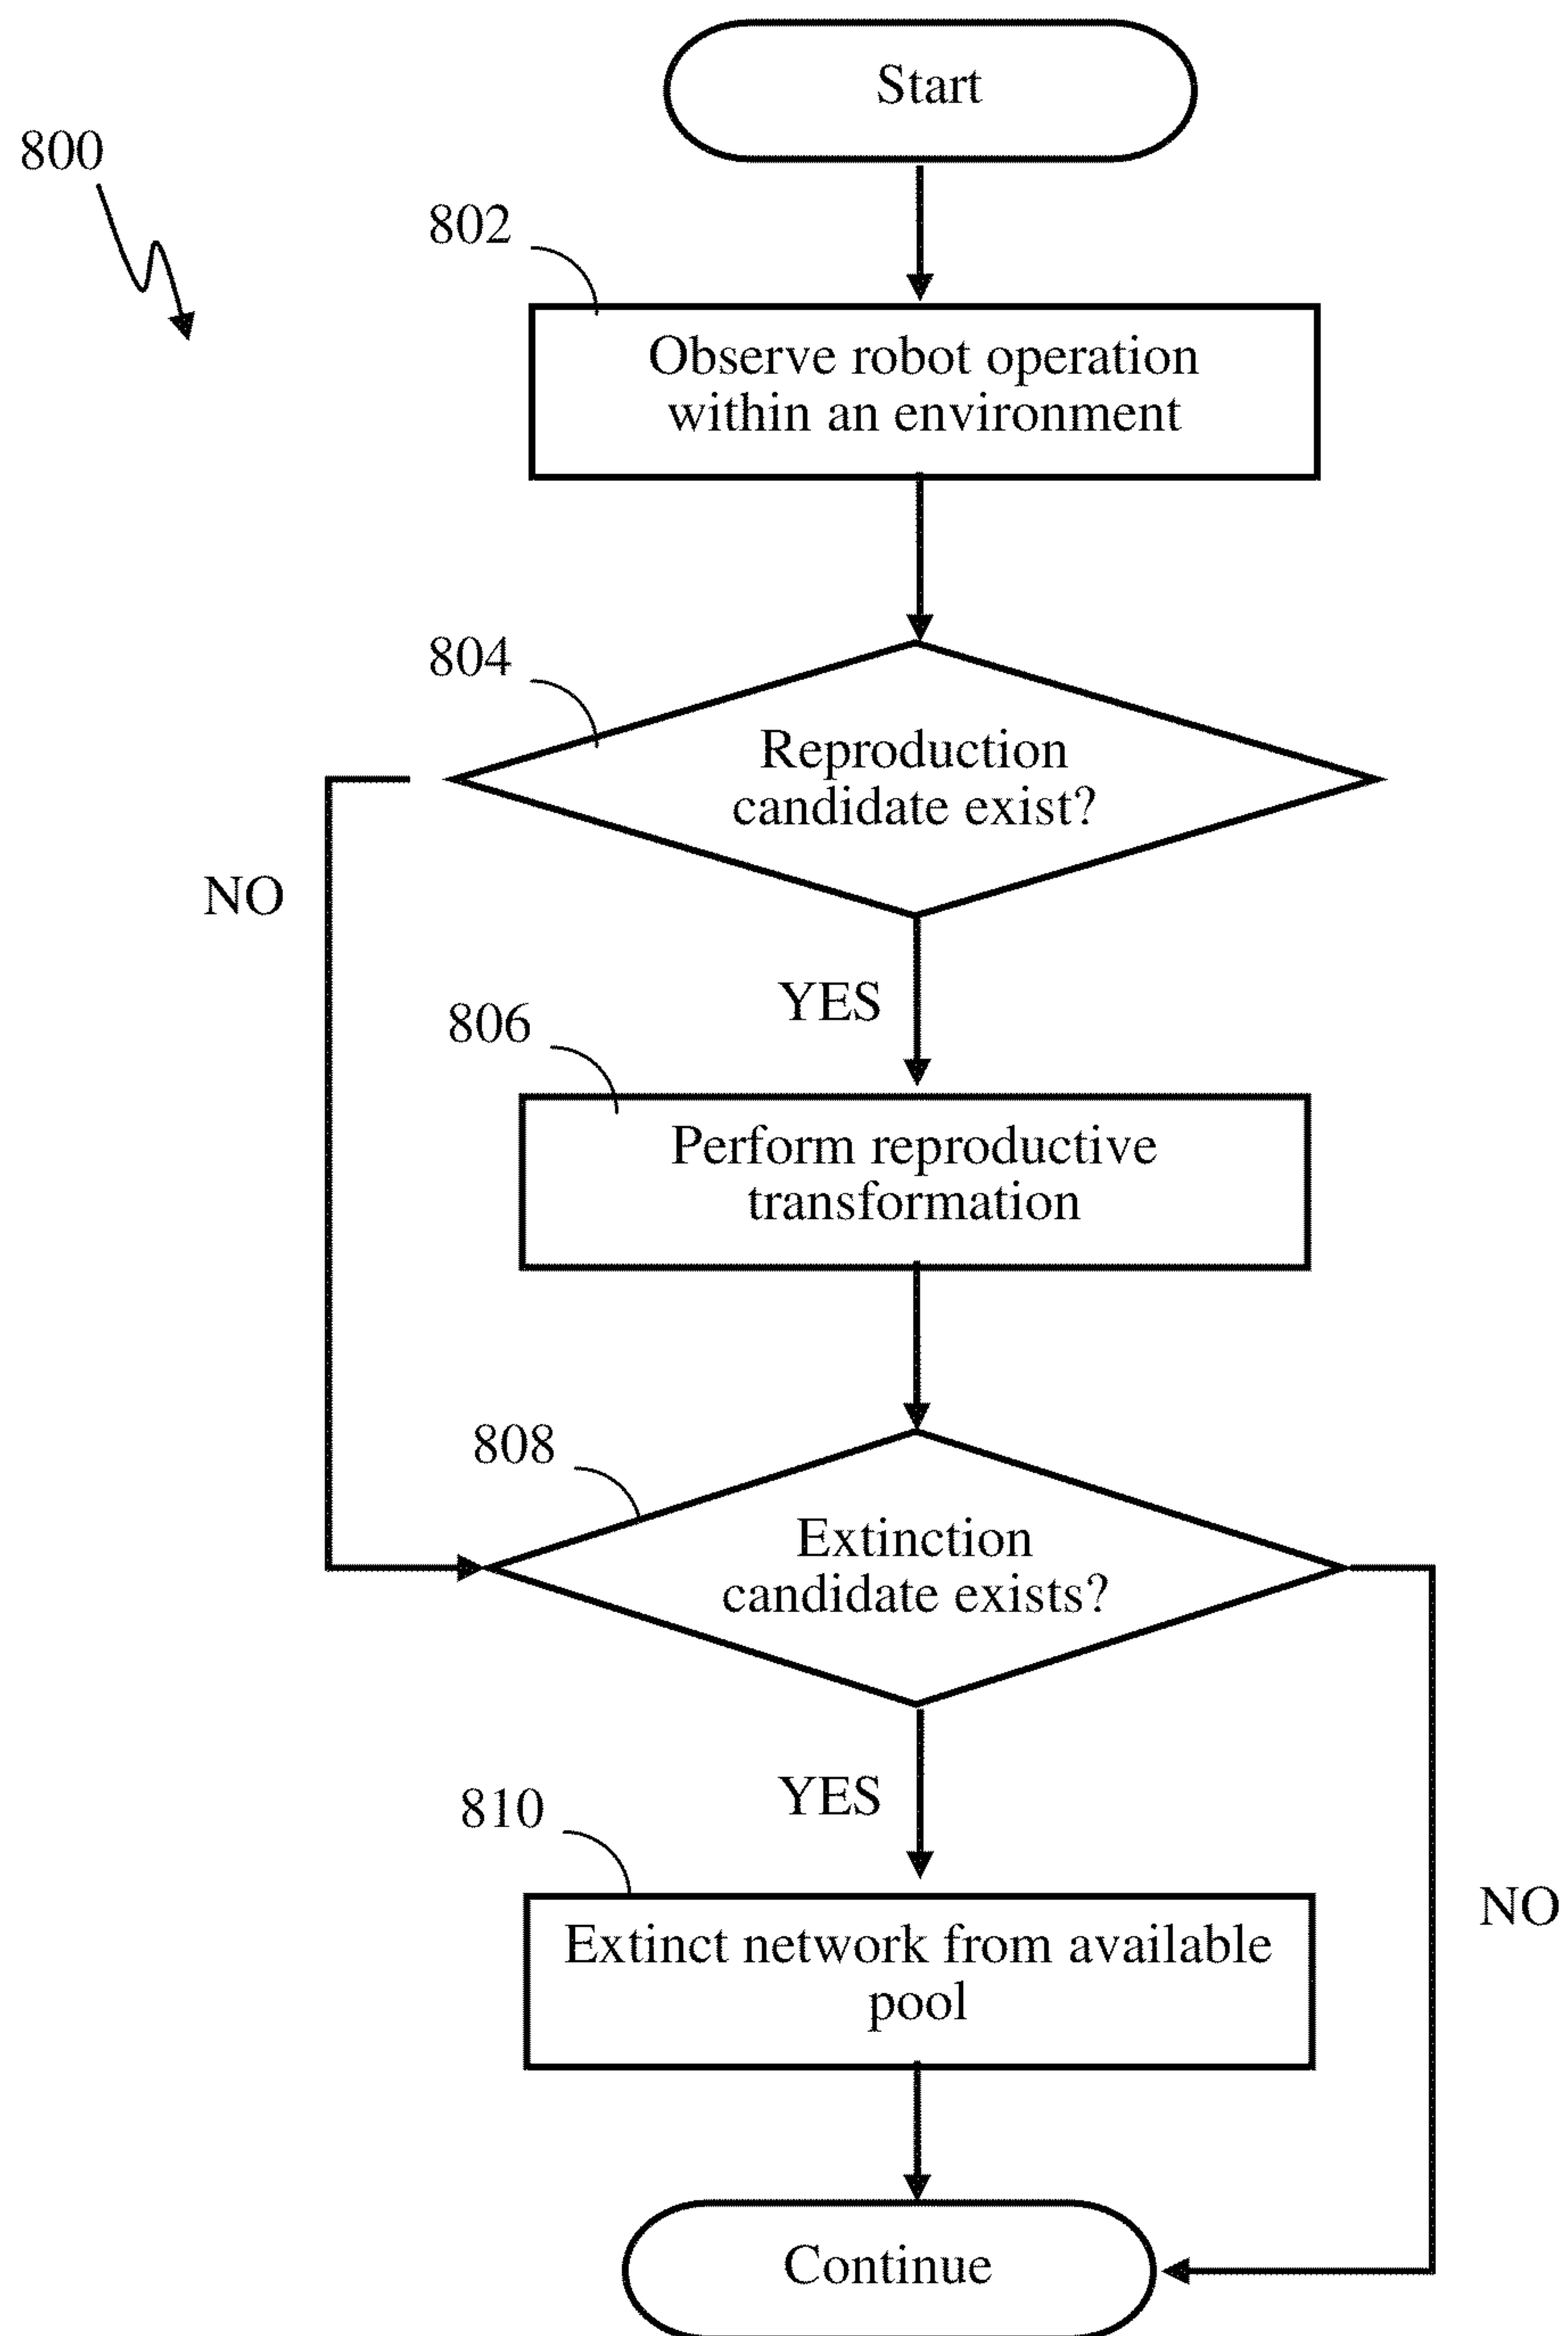 Start
800
802
Observe robot operation
within an environment
804
Reproduction
candidate exist?
NO
YES
806
Perform reproductive
transformation
808
Extinction
candidate exists?
YES
810
NO
Extinct network from available
pool
Continue